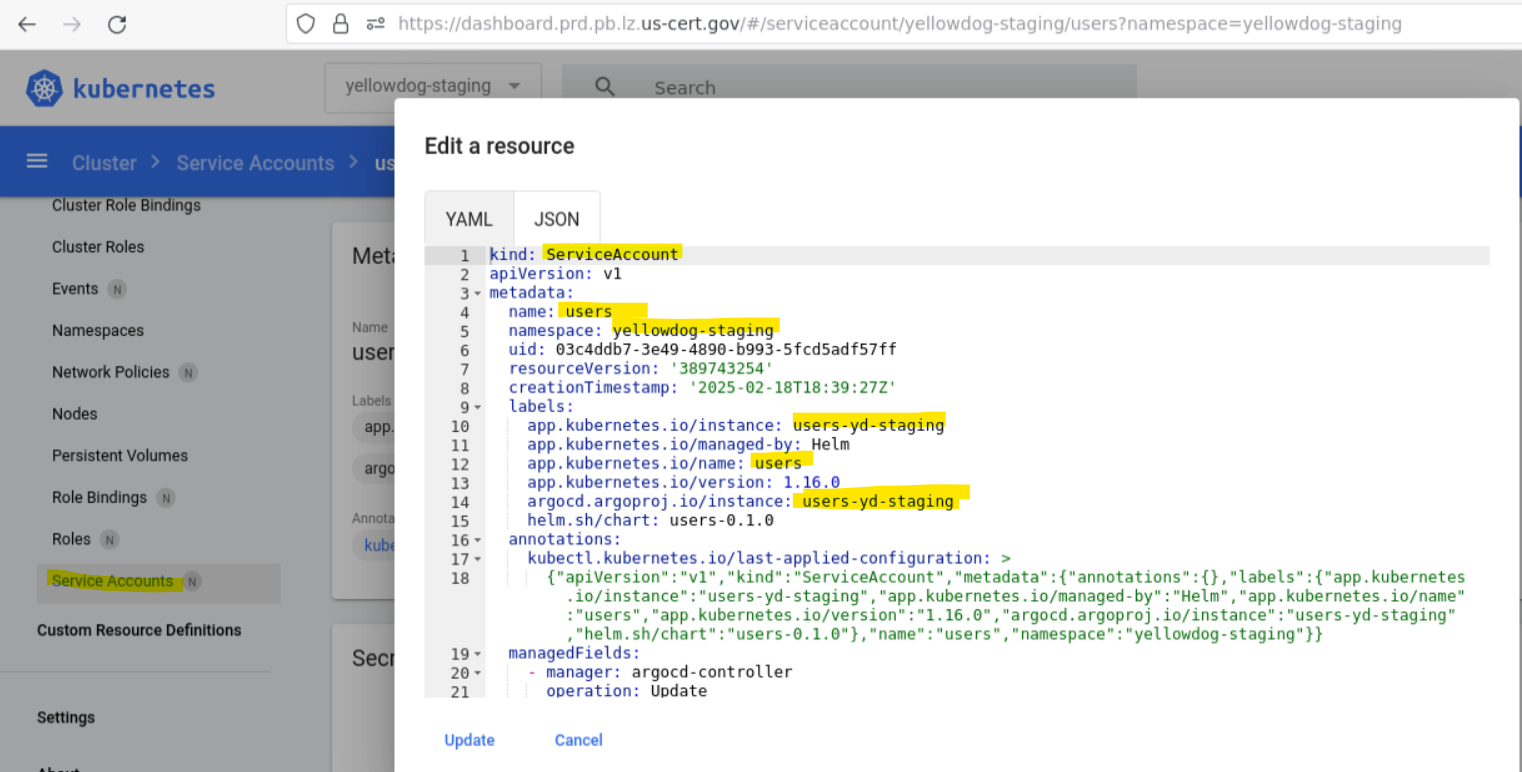 https://dashboard.prd.pb.lz.us-cert.gov/#/serviceaccount/yellowdog-staging/users?namespace=yellowdog-staging
kubernetes
yellowdog-staging
Search
Cluster > Service Accounts > us
Cluster Role Bindings
Cluster Roles
Events N
Namespaces
Network Policies N
Nodes
Persistent Volumes
Role Bindings N
Roles N
Service Accounts N
Custom Resource Definitions
Settings
About
Meta
Name
user
Labels
app.
argo
Annota
kube
Secr
Edit a resource
YAML JSON
1 kind: ServiceAccount
2 apiVersion: v1
3 metadata:
4 name: users
5 namespace: yellowdog-staging
6 uid: 03c4ddb7-3e49-4890-b993-5fcd5adf57ff
7 resourceVersion: '389743254'
8 creationTimestamp: '2025-02-18T18:39:27Z'
9 labels:
10 app.kubernetes.io/instance: users-yd-staging
11 app.kubernetes.io/managed-by: Helm
12 app.kubernetes.io/name: users
13 app.kubernetes.io/version: 1.16.0
14 argocd.argoproj.io/instance: users-yd-staging
15 helm.sh/chart: users-0.1.0
16 annotations:
17 kubectl.kubernetes.io/last-applied-configuration: >
18 {"apiVersion":"v1","kind":"ServiceAccount","metadata":{"annotations":{},"labels":{"app.kubernetes
.io/instance":"users-yd-staging","app.kubernetes.io/managed-by":"Helm","app.kubernetes.io/name"
:"users","app.kubernetes.io/version":"1.16.0","argocd.argoproj.io/instance":"users-yd-staging"
,"helm.sh/chart":"users-0.1.0"},"name":"users","namespace":"yellowdog-staging"}}
19 managedFields:
20 - manager: argocd-controller
21 operation: Update
Update Cancel